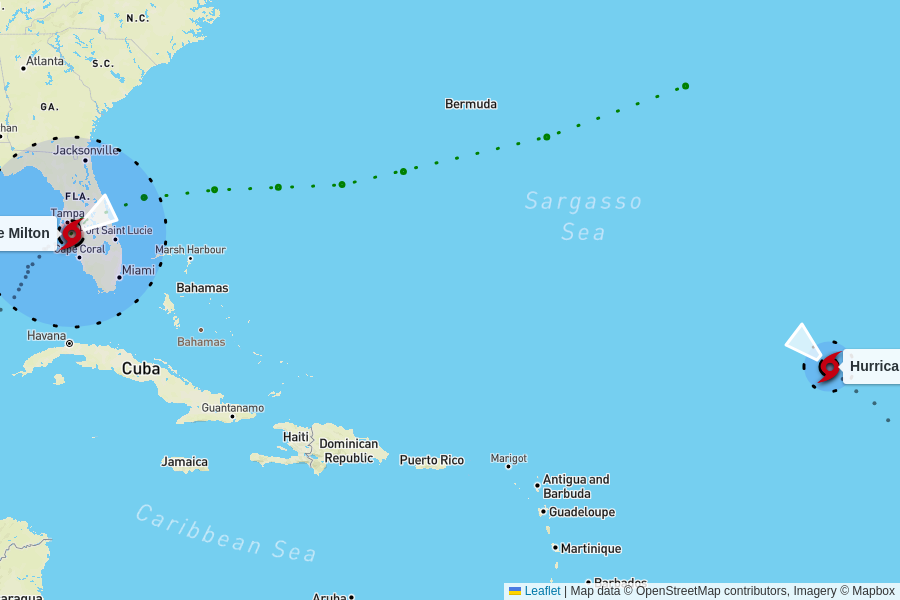 N.C.
Atlanta
S.C.
GA.
Bermuda
Jacksonville
FLA.
Sargasso
Sea
Tampa
Port Saint Lucie
e Milton
Cape Coral
Marsh Harbour
Miami
Bahamas
Havana
Bahamas
Cuba
Hurrica
Guantanamo
Haiti
Dominican
Republic
Jamaica
Puerto Rico
Marigot
Antigua and
Barbuda
Guadeloupe
Caribbean Sea
Martinique
Barbados
Leaflet | Map data © OpenStreetMap contributors, Imagery © Mapbox
Aruba